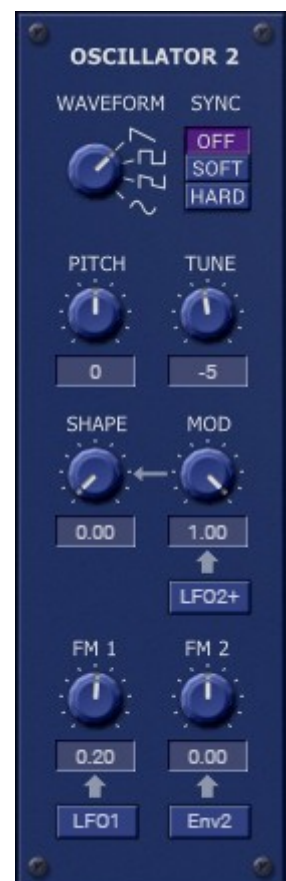 OSCILLATOR 2
WAVEFORM SYNC
OFF
SOFT
HARD
PITCH TUNE
0 -5
SHAPE MOD
0.00 1.00
LFO2+
FM 1 FM 2
0.20 0.00
LFO1 Env2